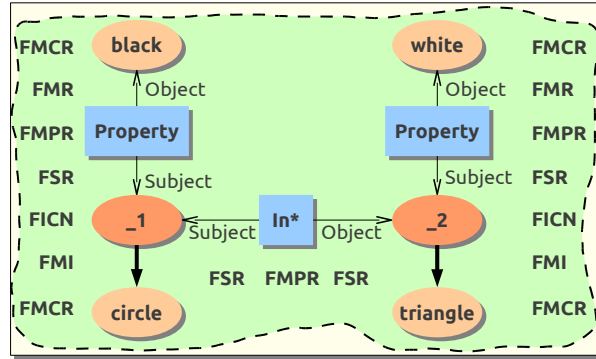 FMCR black white FMCR
FMR Object Object FMR
FMPR Property Property FMPR
FSR Subject Subject FSR
FICN _1 In* _2 FICN
Subject Object
FMI FSR FMPR FSR FMI
FMCR circle triangle FMCR